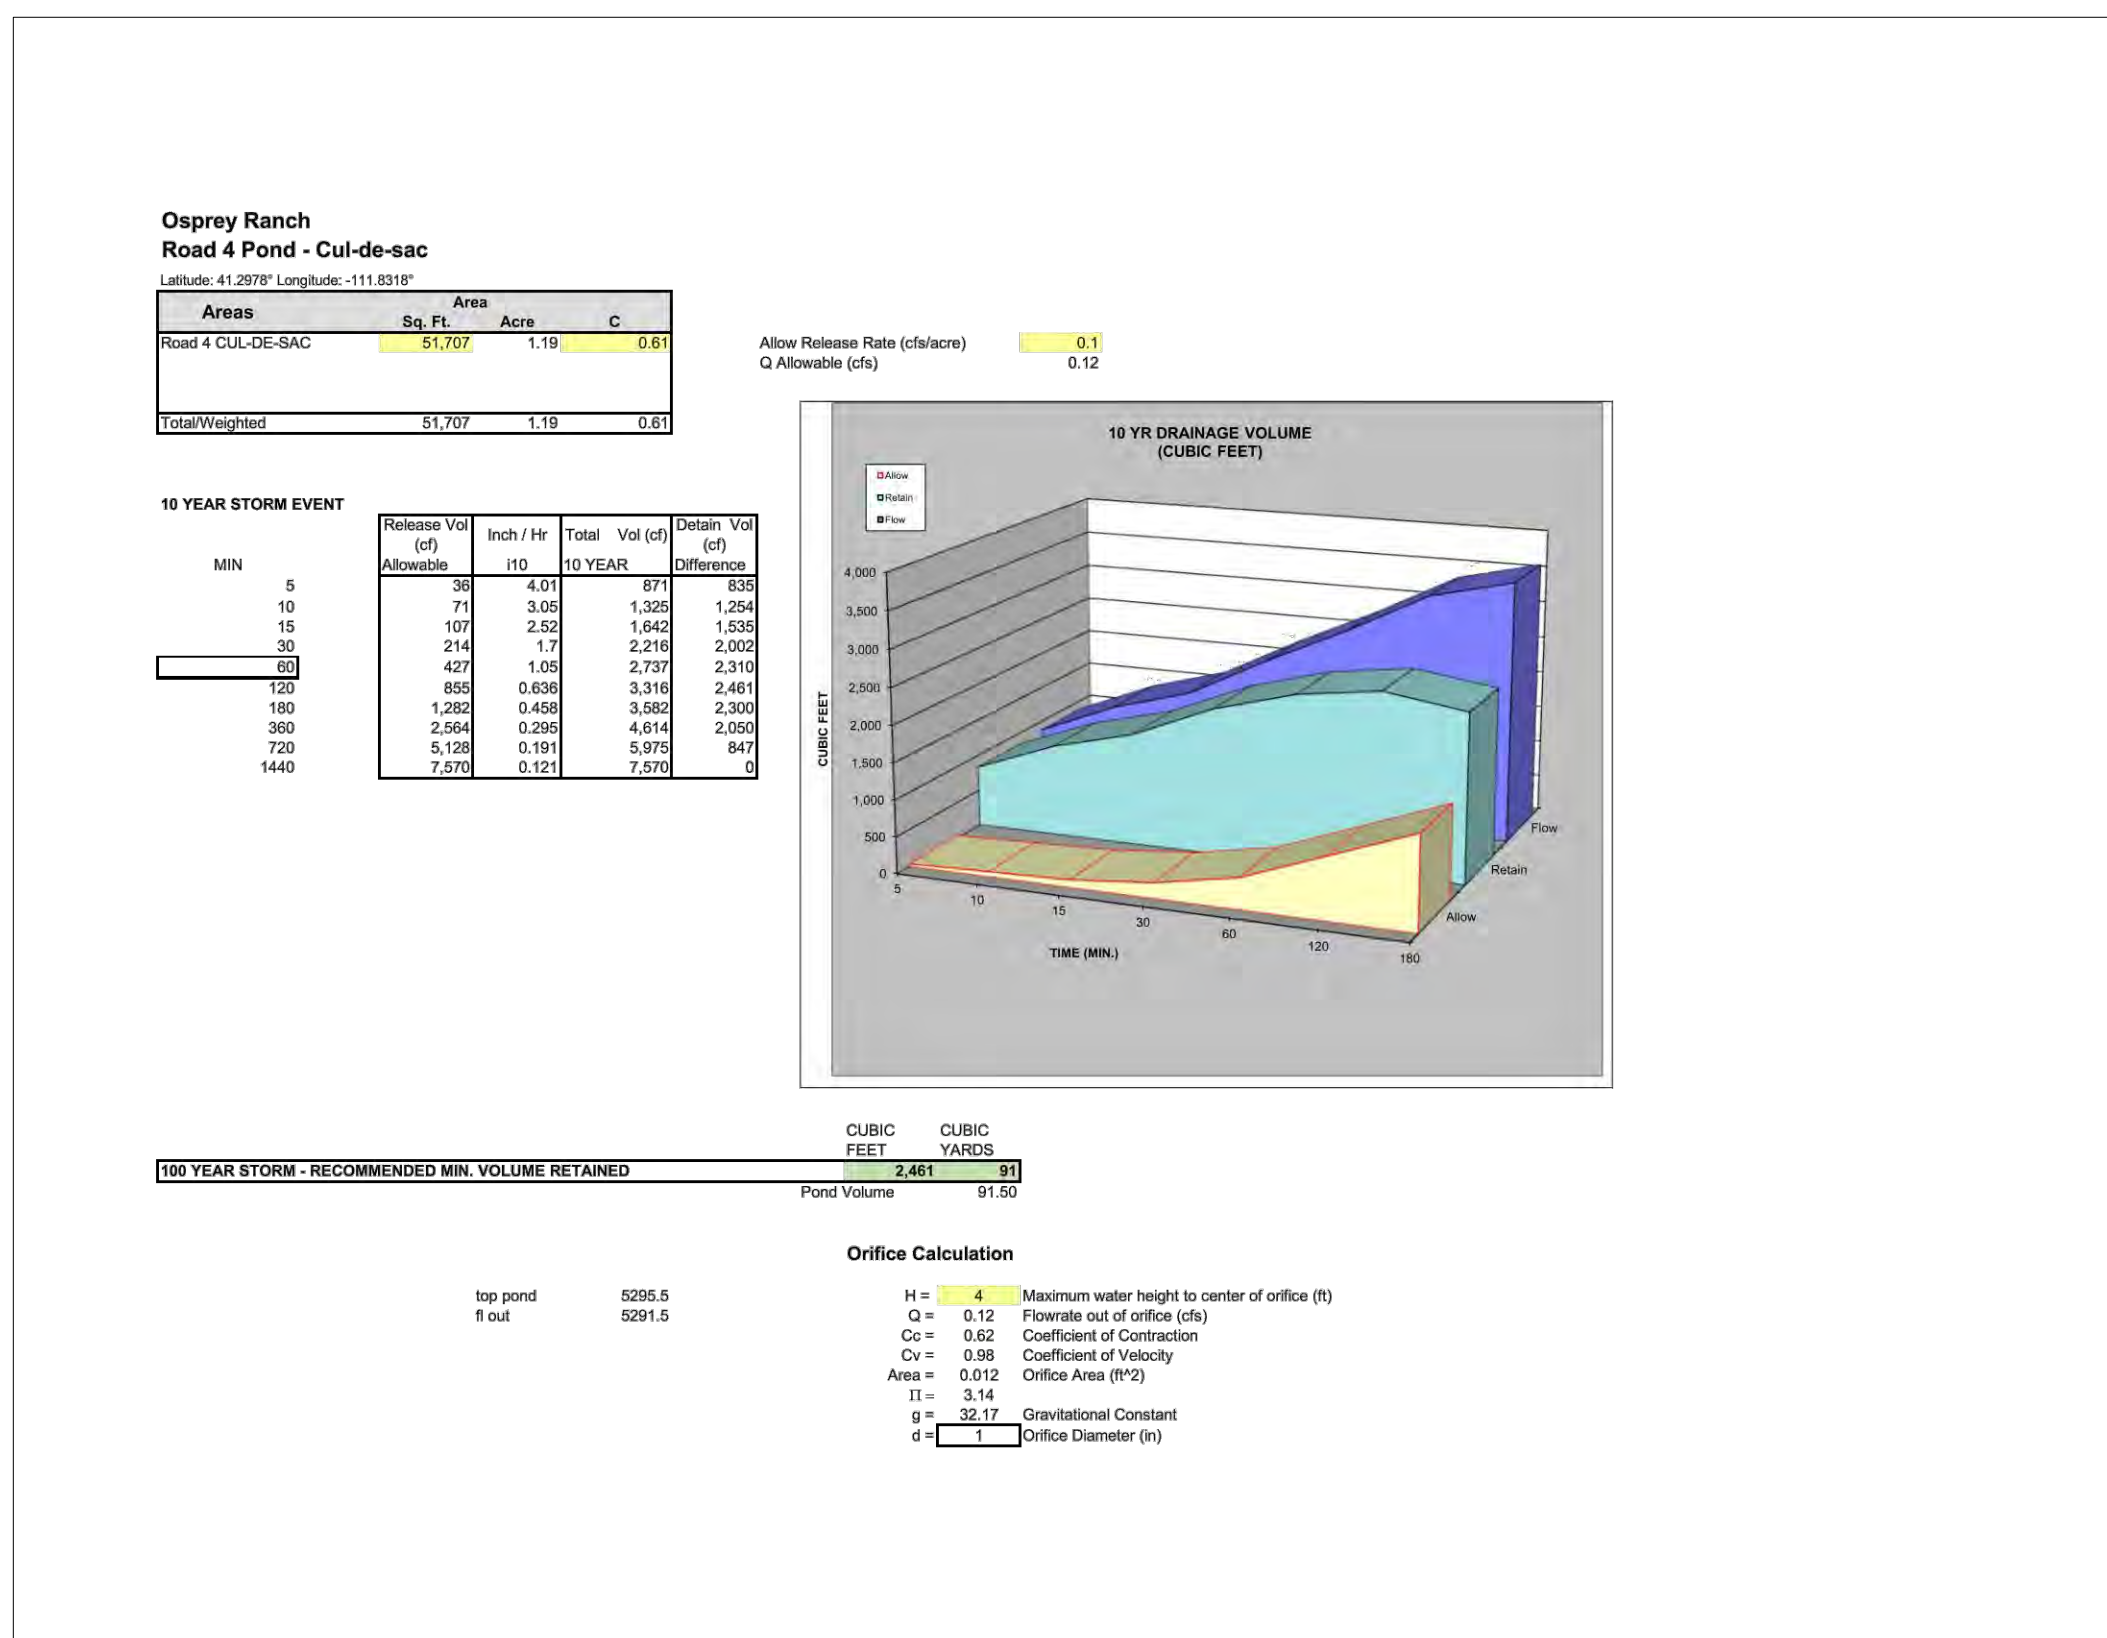 Osprey Ranch
Road 4 Pond - Cul-de-sac
Latitude: 41.2978° Longitude: -111.8318°
Areas Area
Sq. Ft. Acre C
Road 4 CUL-DE-SAC 51,707 1.19 0.61
Total/Weighted 51,707 1.19 0.61
Allow Release Rate (cfs/acre) 0.1
Q Allowable (cfs) 0.12
10 YEAR STORM EVENT
Release Vol Inch / Hr Total Vol (cf) Detain Vol
(cf) (cf)
MIN Allowable i10 10 YEAR Difference
5 36 4.01 871 835
10 71 3.05 1,325 1,254
15 107 2.52 1,642 1,535
30 214 1.7 2,216 2,002
60 427 1.05 2,737 2,310
120 855 0.636 3,316 2,461
180 1,282 0.458 3,582 2,300
360 2,564 0.295 4,614 2,050
720 5,128 0.191 5,975 847
1440 7,570 0.121 7,570 0
10 YR DRAINAGE VOLUME
(CUBIC FEET)
Allow
Retain
Flow
4,000
3,500
3,000
2,500
2,000
1,500
1,000
500
0
CUBIC FEET
5
10
15
30
60
120
180
TIME (MIN.)
Flow
Retain
Allow
CUBIC CUBIC
FEET YARDS
100 YEAR STORM - RECOMMENDED MIN. VOLUME RETAINED 2,461 91
Pond Volume 91.50
Orifice Calculation
top pond 5295.5
fl out 5291.5
H = 4 Maximum water height to center of orifice (ft)
Q = 0.12 Flowrate out of orifice (cfs)
Cc = 0.62 Coefficient of Contraction
Cv = 0.98 Coefficient of Velocity
Area = 0.012 Orifice Area (ft^2)
Π = 3.14
g = 32.17 Gravitational Constant
d = 1 Orifice Diameter (in)